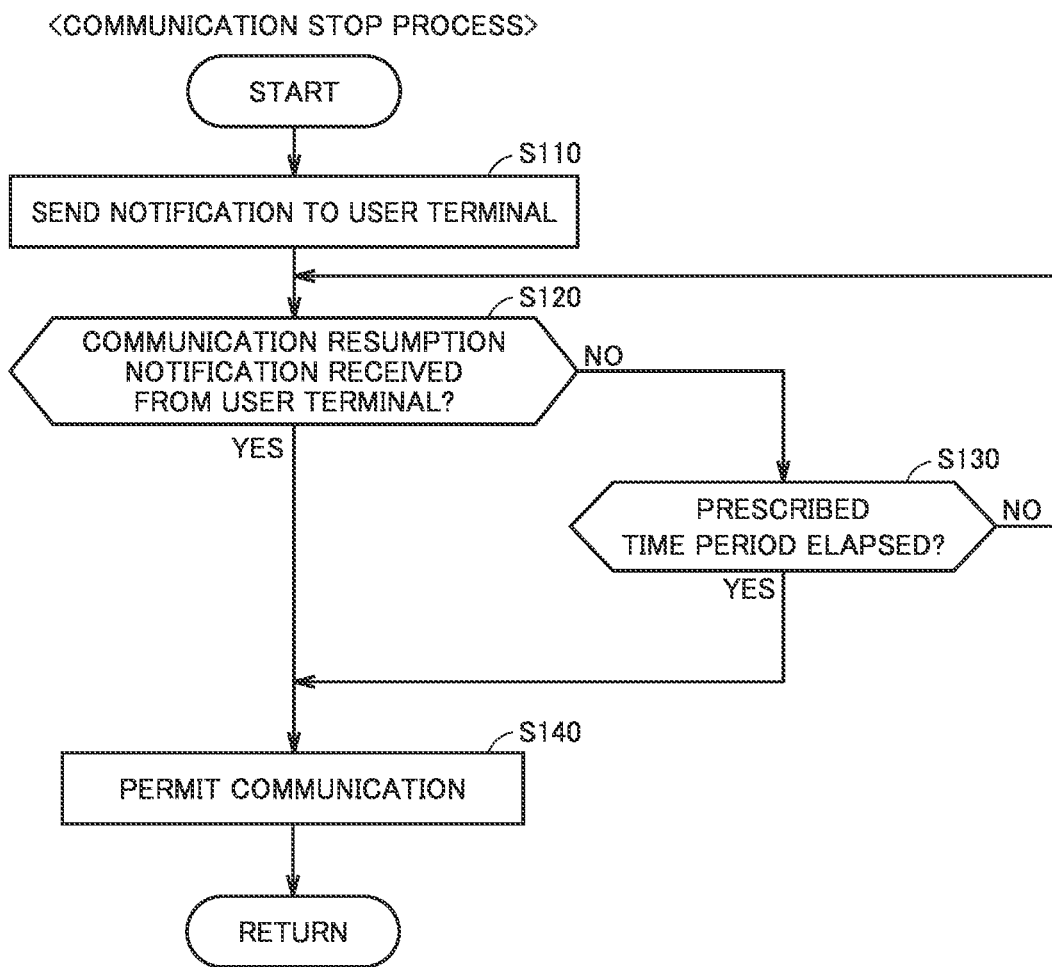 <COMMUNICATION STOP PROCESS>
START
S110
SEND NOTIFICATION TO USER TERMINAL
S120
COMMUNICATION RESUMPTION
NOTIFICATION RECEIVED
FROM USER TERMINAL?
NO
YES
S130
PRESCRIBED
TIME PERIOD ELAPSED?
NO
YES
S140
PERMIT COMMUNICATION
RETURN